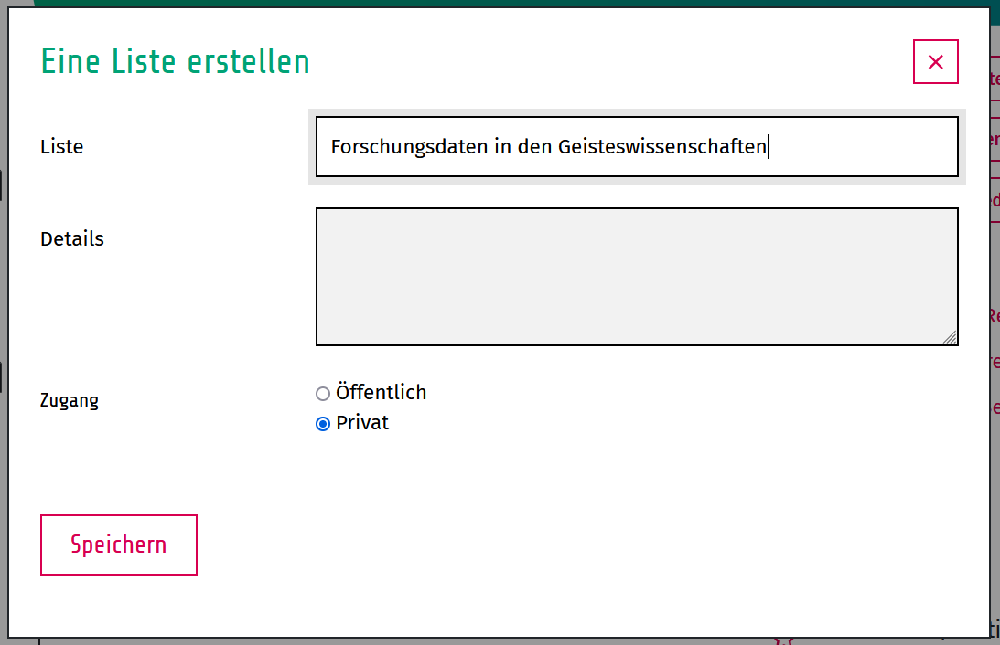 Eine Liste erstellen
Liste
Forschungsdaten in den Geisteswissenschaften
Details
Zugang
Öffentlich
Privat
Speichern